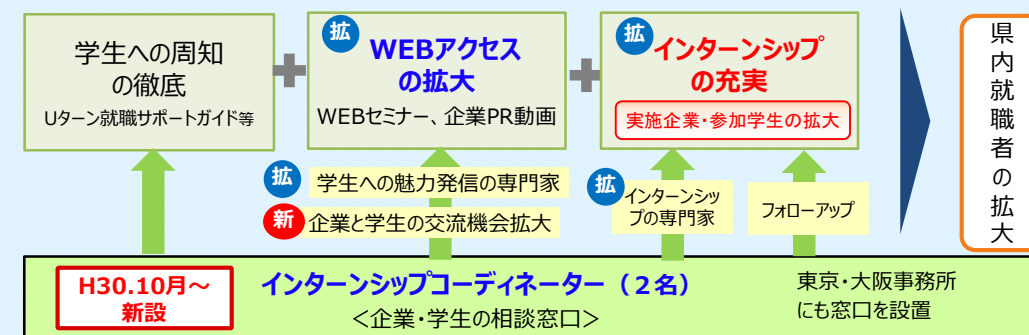 学生への周知
の徹底
Uターン就職サポートガイド等
拡
WEBアクセス
の拡大
WEBセミナー、企業PR動画
拡
インターンシップ
の充実
実施企業・参加学生の拡大
県内就職者の拡大
拡
学生への魅力発信の専門家
新
企業と学生の交流機会拡大
拡
インターンシッ
プの専門家
フォローアップ
H30.10月～
新設
インターンシップコーディネーター（２名）
＜企業・学生の相談窓口＞
東京・大阪事務所
にも窓口を設置